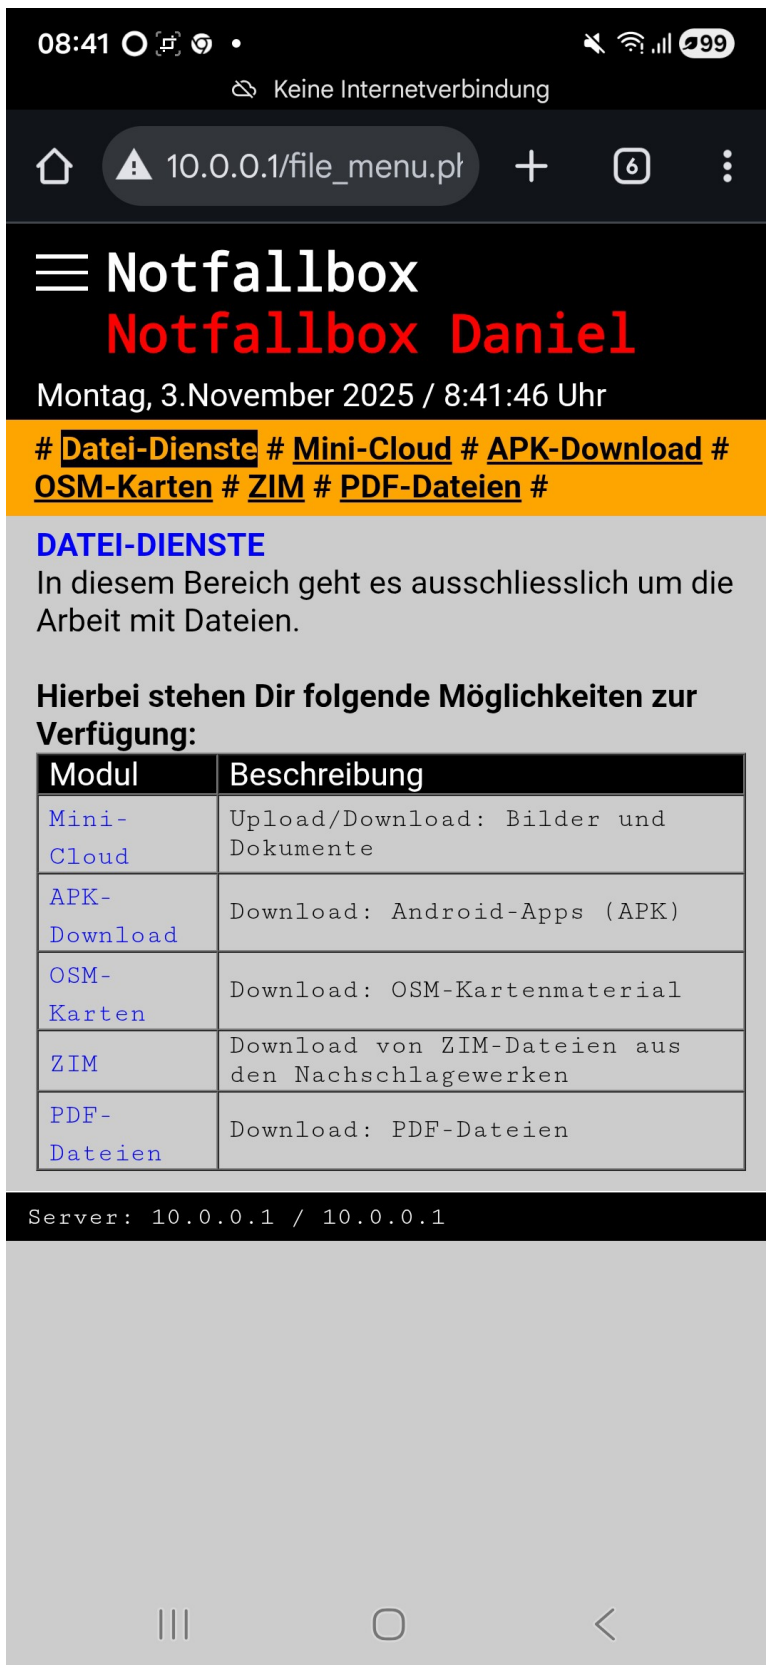 08:41
99
Keine Internetverbindung
10.0.0.1/file_menu.ph
6
Notfallbox
Notfallbox Daniel
Montag, 3.November 2025 / 8:41:46 Uhr
# Datei-Dienste # Mini-Cloud # APK-Download #
OSM-Karten # ZIM # PDF-Dateien #
DATEI-DIENSTE
In diesem Bereich geht es ausschliesslich um die
Arbeit mit Dateien.
Hierbei stehen Dir folgende Möglichkeiten zur
Verfügung:
Modul Beschreibung
Mini-
Cloud
Upload/Download: Bilder und
Dokumente
APK-
Download
Download: Android-Apps (APK)
OSM-
Karten
Download: OSM-Kartenmaterial
ZIM
Download von ZIM-Dateien aus
den Nachschlagewerken
PDF-
Dateien
Download: PDF-Dateien
Server: 10.0.0.1 / 10.0.0.1